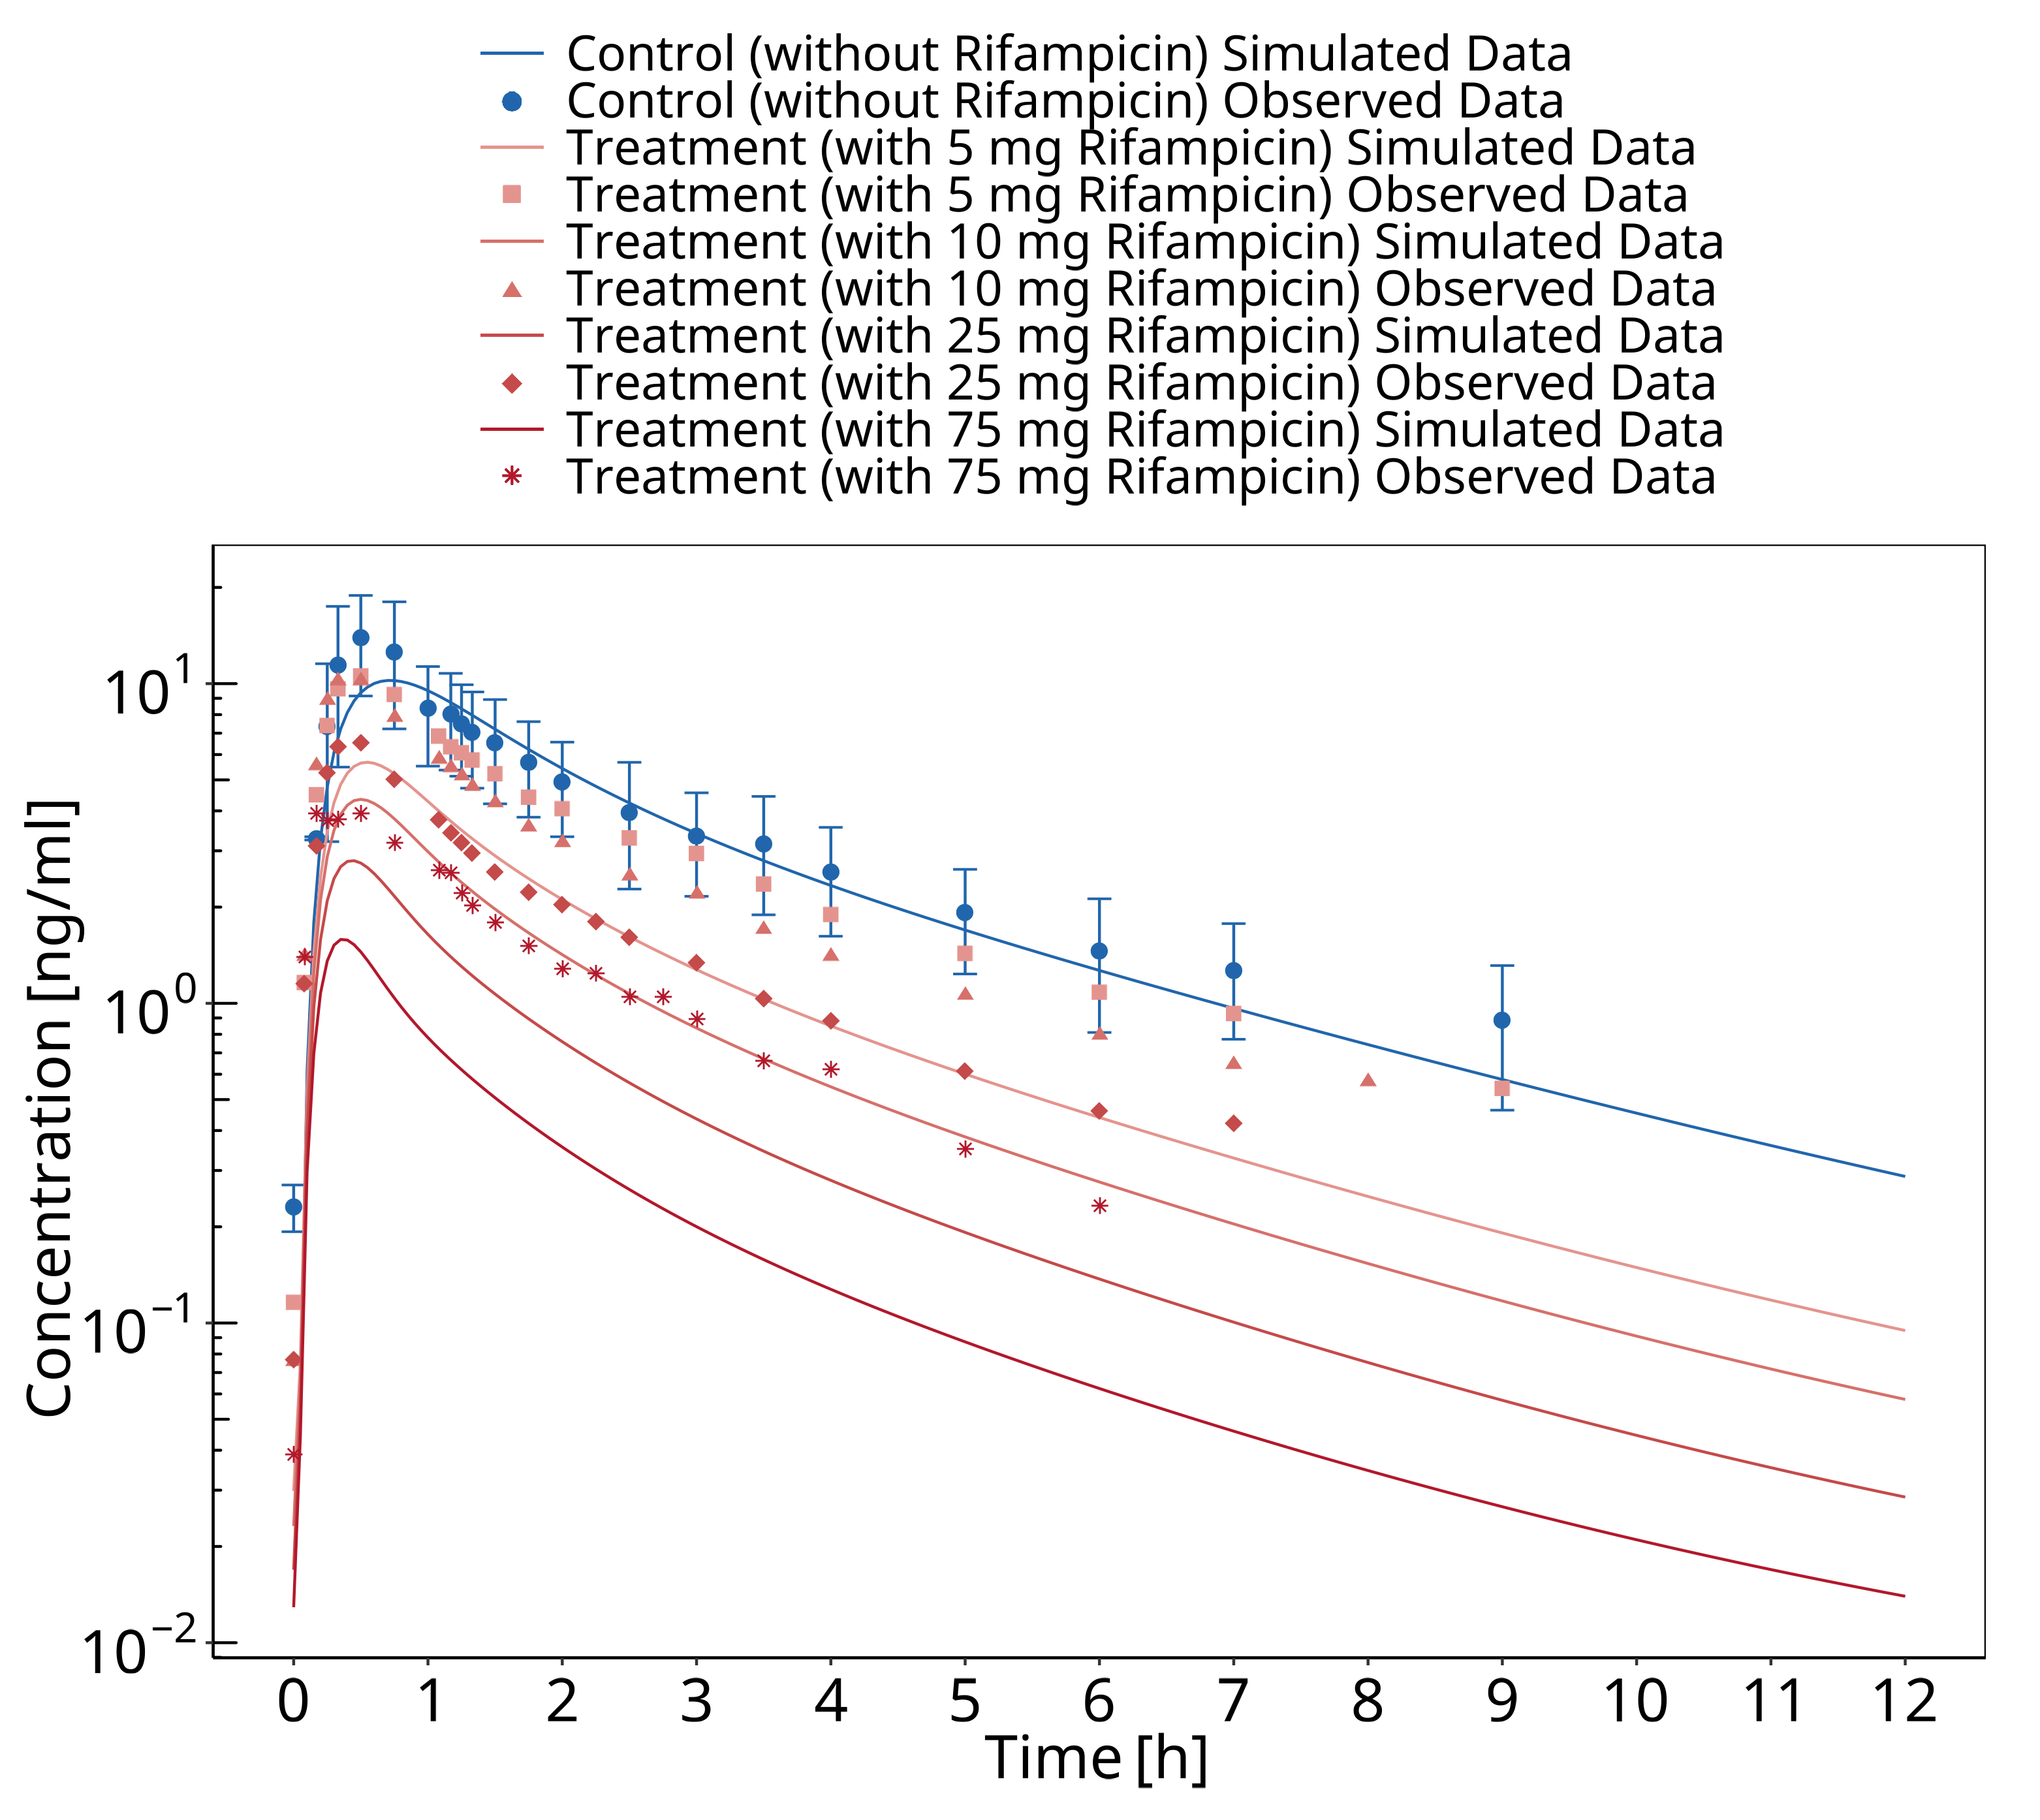 Control (without Rifampicin) Simulated Data
Control (without Rifampicin) Observed Data
Treatment (with 5 mg Rifampicin) Simulated Data
Treatment (with 5 mg Rifampicin) Observed Data
Treatment (with 10 mg Rifampicin) Simulated Data
Treatment (with 10 mg Rifampicin) Observed Data
Treatment (with 25 mg Rifampicin) Simulated Data
Treatment (with 25 mg Rifampicin) Observed Data
Treatment (with 75 mg Rifampicin) Simulated Data
Treatment (with 75 mg Rifampicin) Observed Data
Concentration [ng/ml]
10¹
10⁰
10⁻¹
10⁻²
0 1 2 3 4 5 6 7 8 9 10 11 12
Time [h]